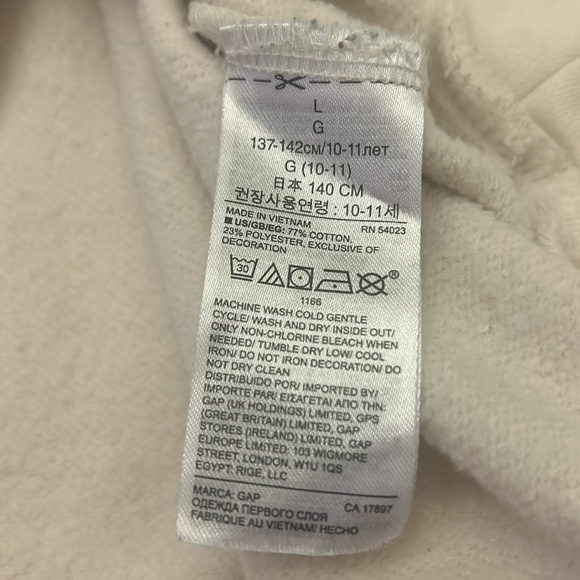 L
G
137-142см/10-11лет
G (10-11)
日本 140 CM
권장사용연령 : 10-11세
MADE IN VIETNAM RN 54023
US/GB/EG: 77% COTTON,
23% POLYESTER, EXCLUSIVE OF
DECORATION
30
®
1166
MACHINE WASH COLD GENTLE
CYCLE/ WASH AND DRY INSIDE OUT/
ONLY NON-CHLORINE BLEACH WHEN
NEEDED/ TUMBLE DRY LOW/ COOL
IRON/ DO NOT IRON DECORATION/ DO
NOT DRY CLEAN
DISTRIBUIDO POR/ IMPORTED BY/
IMPORTE PAR/ ΕΙΣΑΓΕΤΑΙ ΑΠΟ ΤΗΝ:
GAP (UK HOLDINGS) LIMITED, GPS
(GREAT BRITAIN) LIMITED, GAP
STORES (IRELAND) LIMITED, GAP
EUROPE LIMITED: 103 WIGMORE
STREET, LONDON, W1U 1QS
EGYPT: RIGE, LLC
MARCA: GAP CA 17897
ОДЕЖДА ПЕРВОГО СЛОЯ
FABRIQUE AU VIETNAM/ HECHO